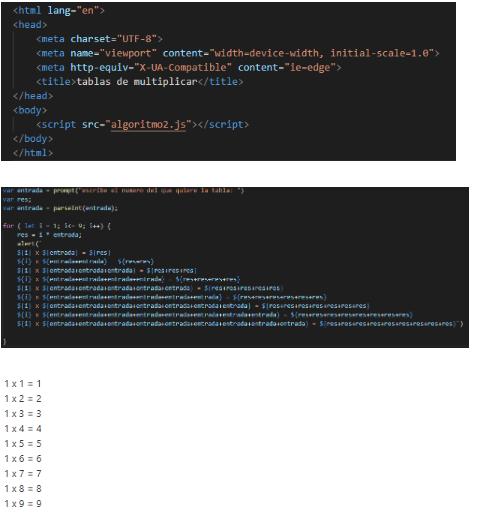 <html lang="en">
<head>
<meta charset="UTF-8">
<meta name="viewport" content="width=device-width, initial-scale=1.0">
<meta http-equiv="X-UA-Compatible" content="ie=edge">
<title>tablas de multiplicar</title>
</head>
<body>
<script src="algoritmo2.js"></script>
</body>
</html>
var entrada = prompt("escribe el numero del que quiere la tabla: ")
var res;
var entrada = parseInt(entrada);
for ( let i = 1; i<= 9; i++) {
res = i * entrada;
alert(`
${i} x ${entrada} = ${res}
${i} x ${entrada+entrada} = ${res+res}
${i} x ${entrada+entrada+entrada} = ${res+res+res}
${i} x ${entrada+entrada+entrada+entrada} = ${res+res+res+res}
${i} x ${entrada+entrada+entrada+entrada+entrada} = ${res+res+res+res+res}
${i} x ${entrada+entrada+entrada+entrada+entrada+entrada} = ${res+res+res+res+res+res}
${i} x ${entrada+entrada+entrada+entrada+entrada+entrada+entrada} = ${res+res+res+res+res+res+res}
${i} x ${entrada+entrada+entrada+entrada+entrada+entrada+entrada+entrada} = ${res+res+res+res+res+res+res+res}
${i} x ${entrada+entrada+entrada+entrada+entrada+entrada+entrada+entrada+entrada} = ${res+res+res+res+res+res+res+res+res}`)
}
1 x 1 = 1
1 x 2 = 2
1 x 3 = 3
1 x 4 = 4
1 x 5 = 5
1 x 6 = 6
1 x 7 = 7
1 x 8 = 8
1 x 9 = 9